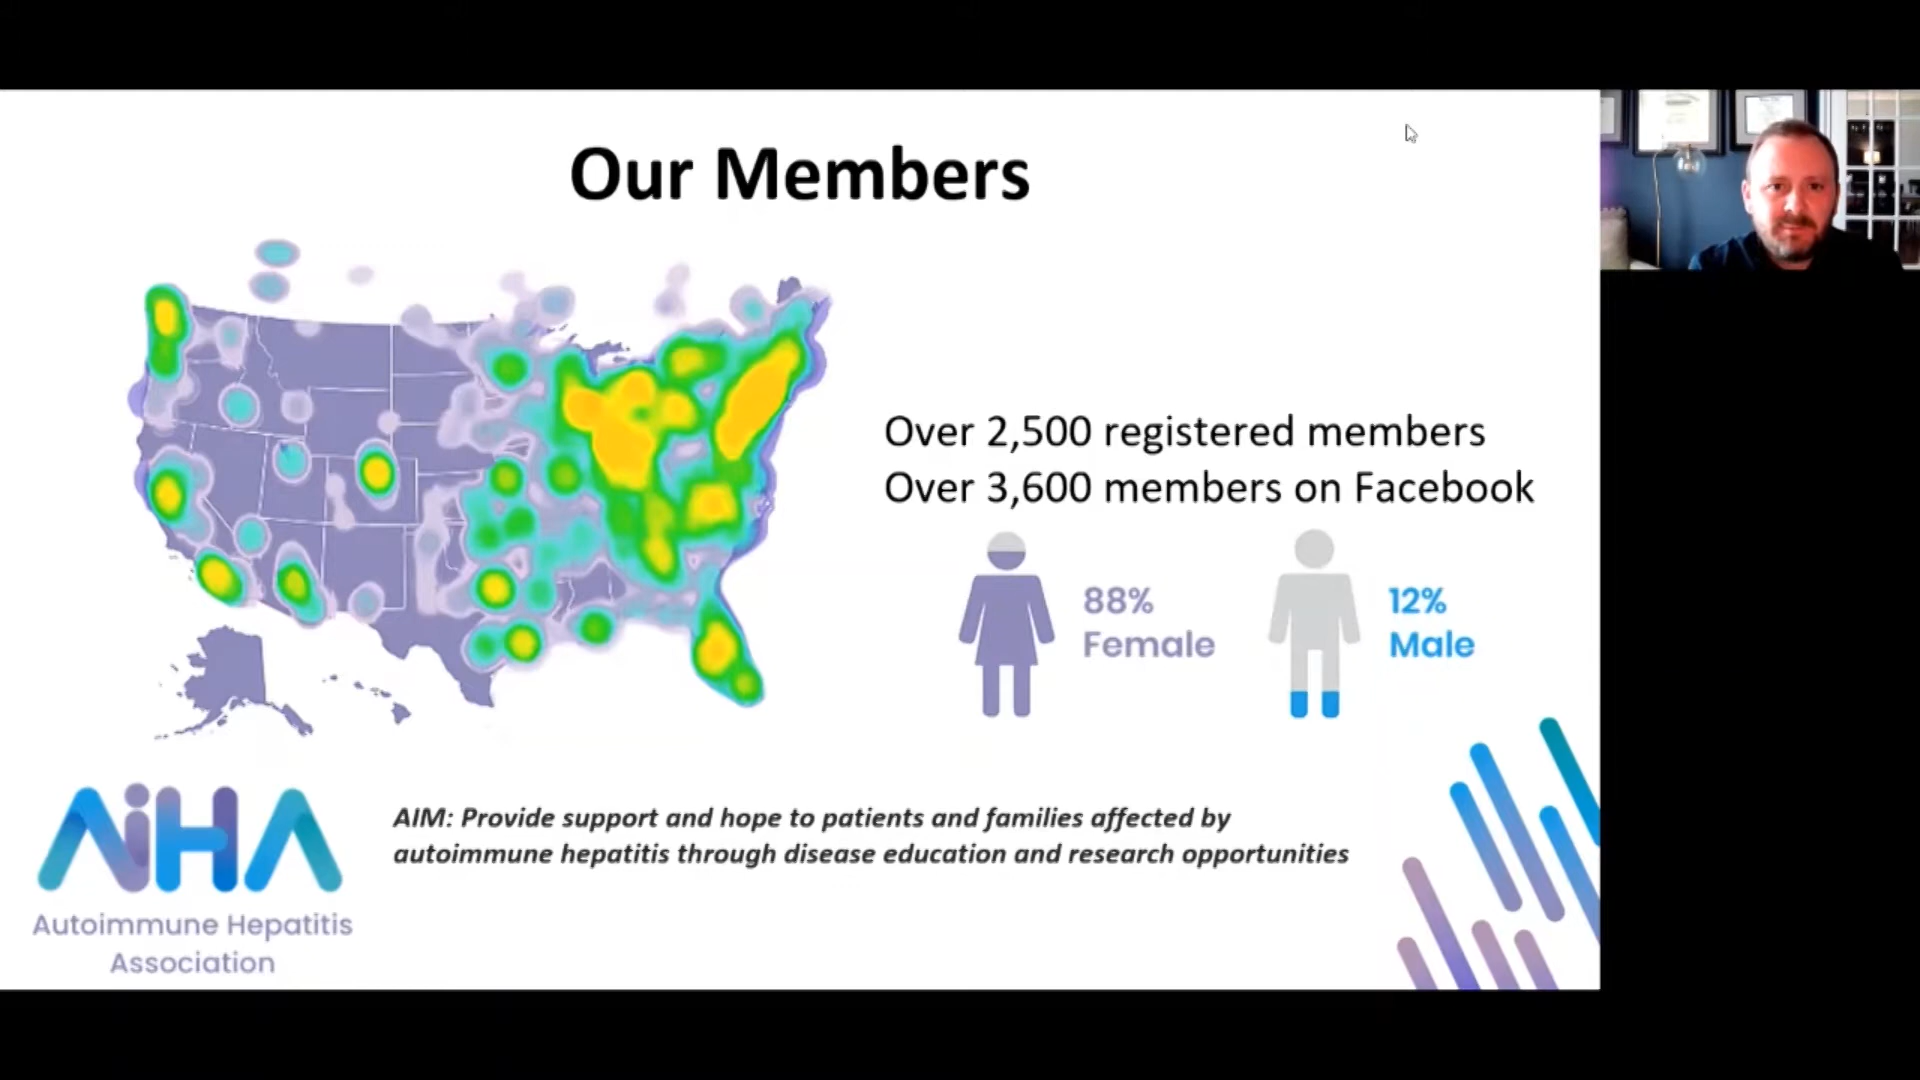 Our Members
Over 2,500 registered members
Over 3,600 members on Facebook
88%
Female
12%
Male
AiHA
Autoimmune Hepatitis
Association
AIM: Provide support and hope to patients and families affected by
autoimmune hepatitis through disease education and research opportunities